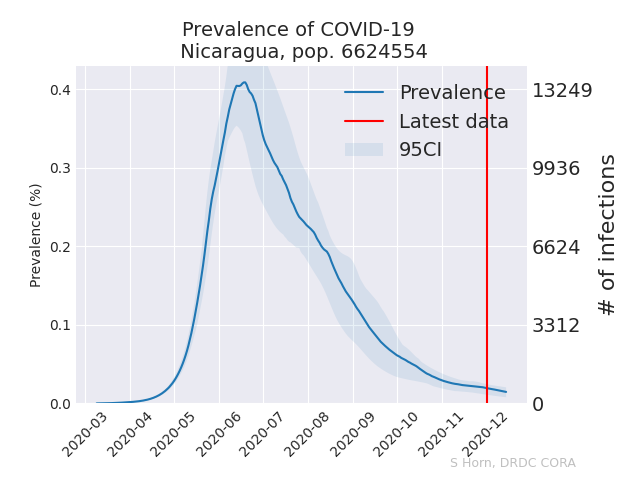 Prevalence of COVID-19
Nicaragua, pop. 6624554
Prevalence
Latest data
95CI
Prevalence (%)
0.4
0.3
0.2
0.1
0.0
13249
9936
6624
3312
0
# of infections
2020-03
2020-04
2020-05
2020-06
2020-07
2020-08
2020-09
2020-10
2020-11
2020-12
S Horn, DRDC CORA